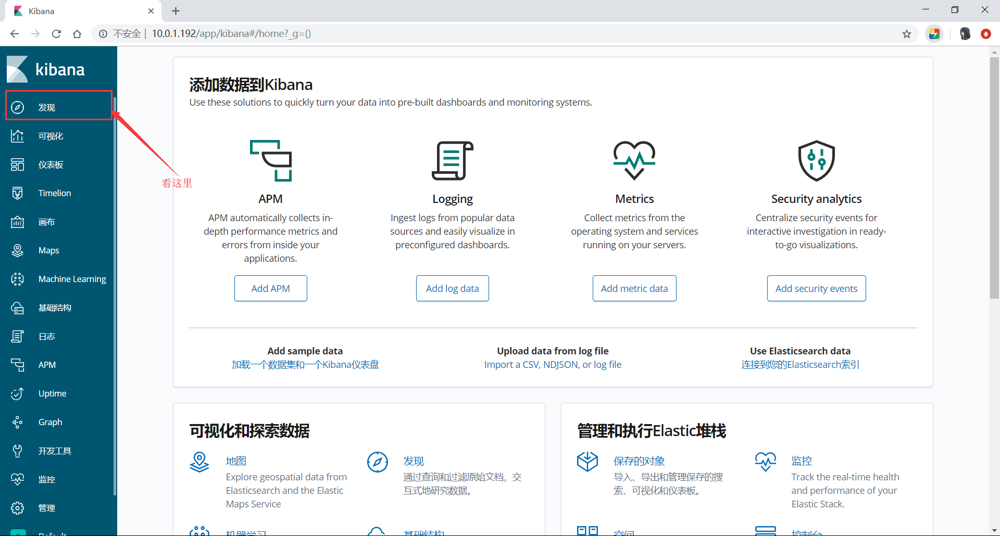 Kibana
不安全 | 10.0.1.192/app/kibana#/home?_g=()
kibana
发现
可视化
仪表板
Timelion
画布
Maps
Machine Learning
基础结构
日志
APM
Uptime
Graph
开发工具
监控
管理
Default
看这里
添加数据到Kibana
Use these solutions to quickly turn your data into pre-built dashboards and monitoring systems.
APM
APM automatically collects in-
depth performance metrics and
errors from inside your
applications.
Add APM
Logging
Ingest logs from popular data
sources and easily visualize in
preconfigured dashboards.
Add log data
Metrics
Collect metrics from the
operating system and services
running on your servers.
Add metric data
Security analytics
Centralize security events for
interactive investigation in ready-
to-go visualizations.
Add security events
Add sample data
加载一个数据集和一个Kibana仪表盘
Upload data from log file
Import a CSV, NDJSON, or log file
Use Elasticsearch data
连接到您的Elasticsearch索引
可视化和探索数据
地图
Explore geospatial data from
Elasticsearch and the Elastic
Maps Service
发现
通过查询和过滤原始文档，交
互式地研究数据。
机器学习
基础结构
管理和执行Elastic堆栈
保存的对象
导入、导出和管理保存的搜
索、可视化和仪表板。
监控
Track the real-time health
and performance of your
Elastic Stack.
空间
控制台